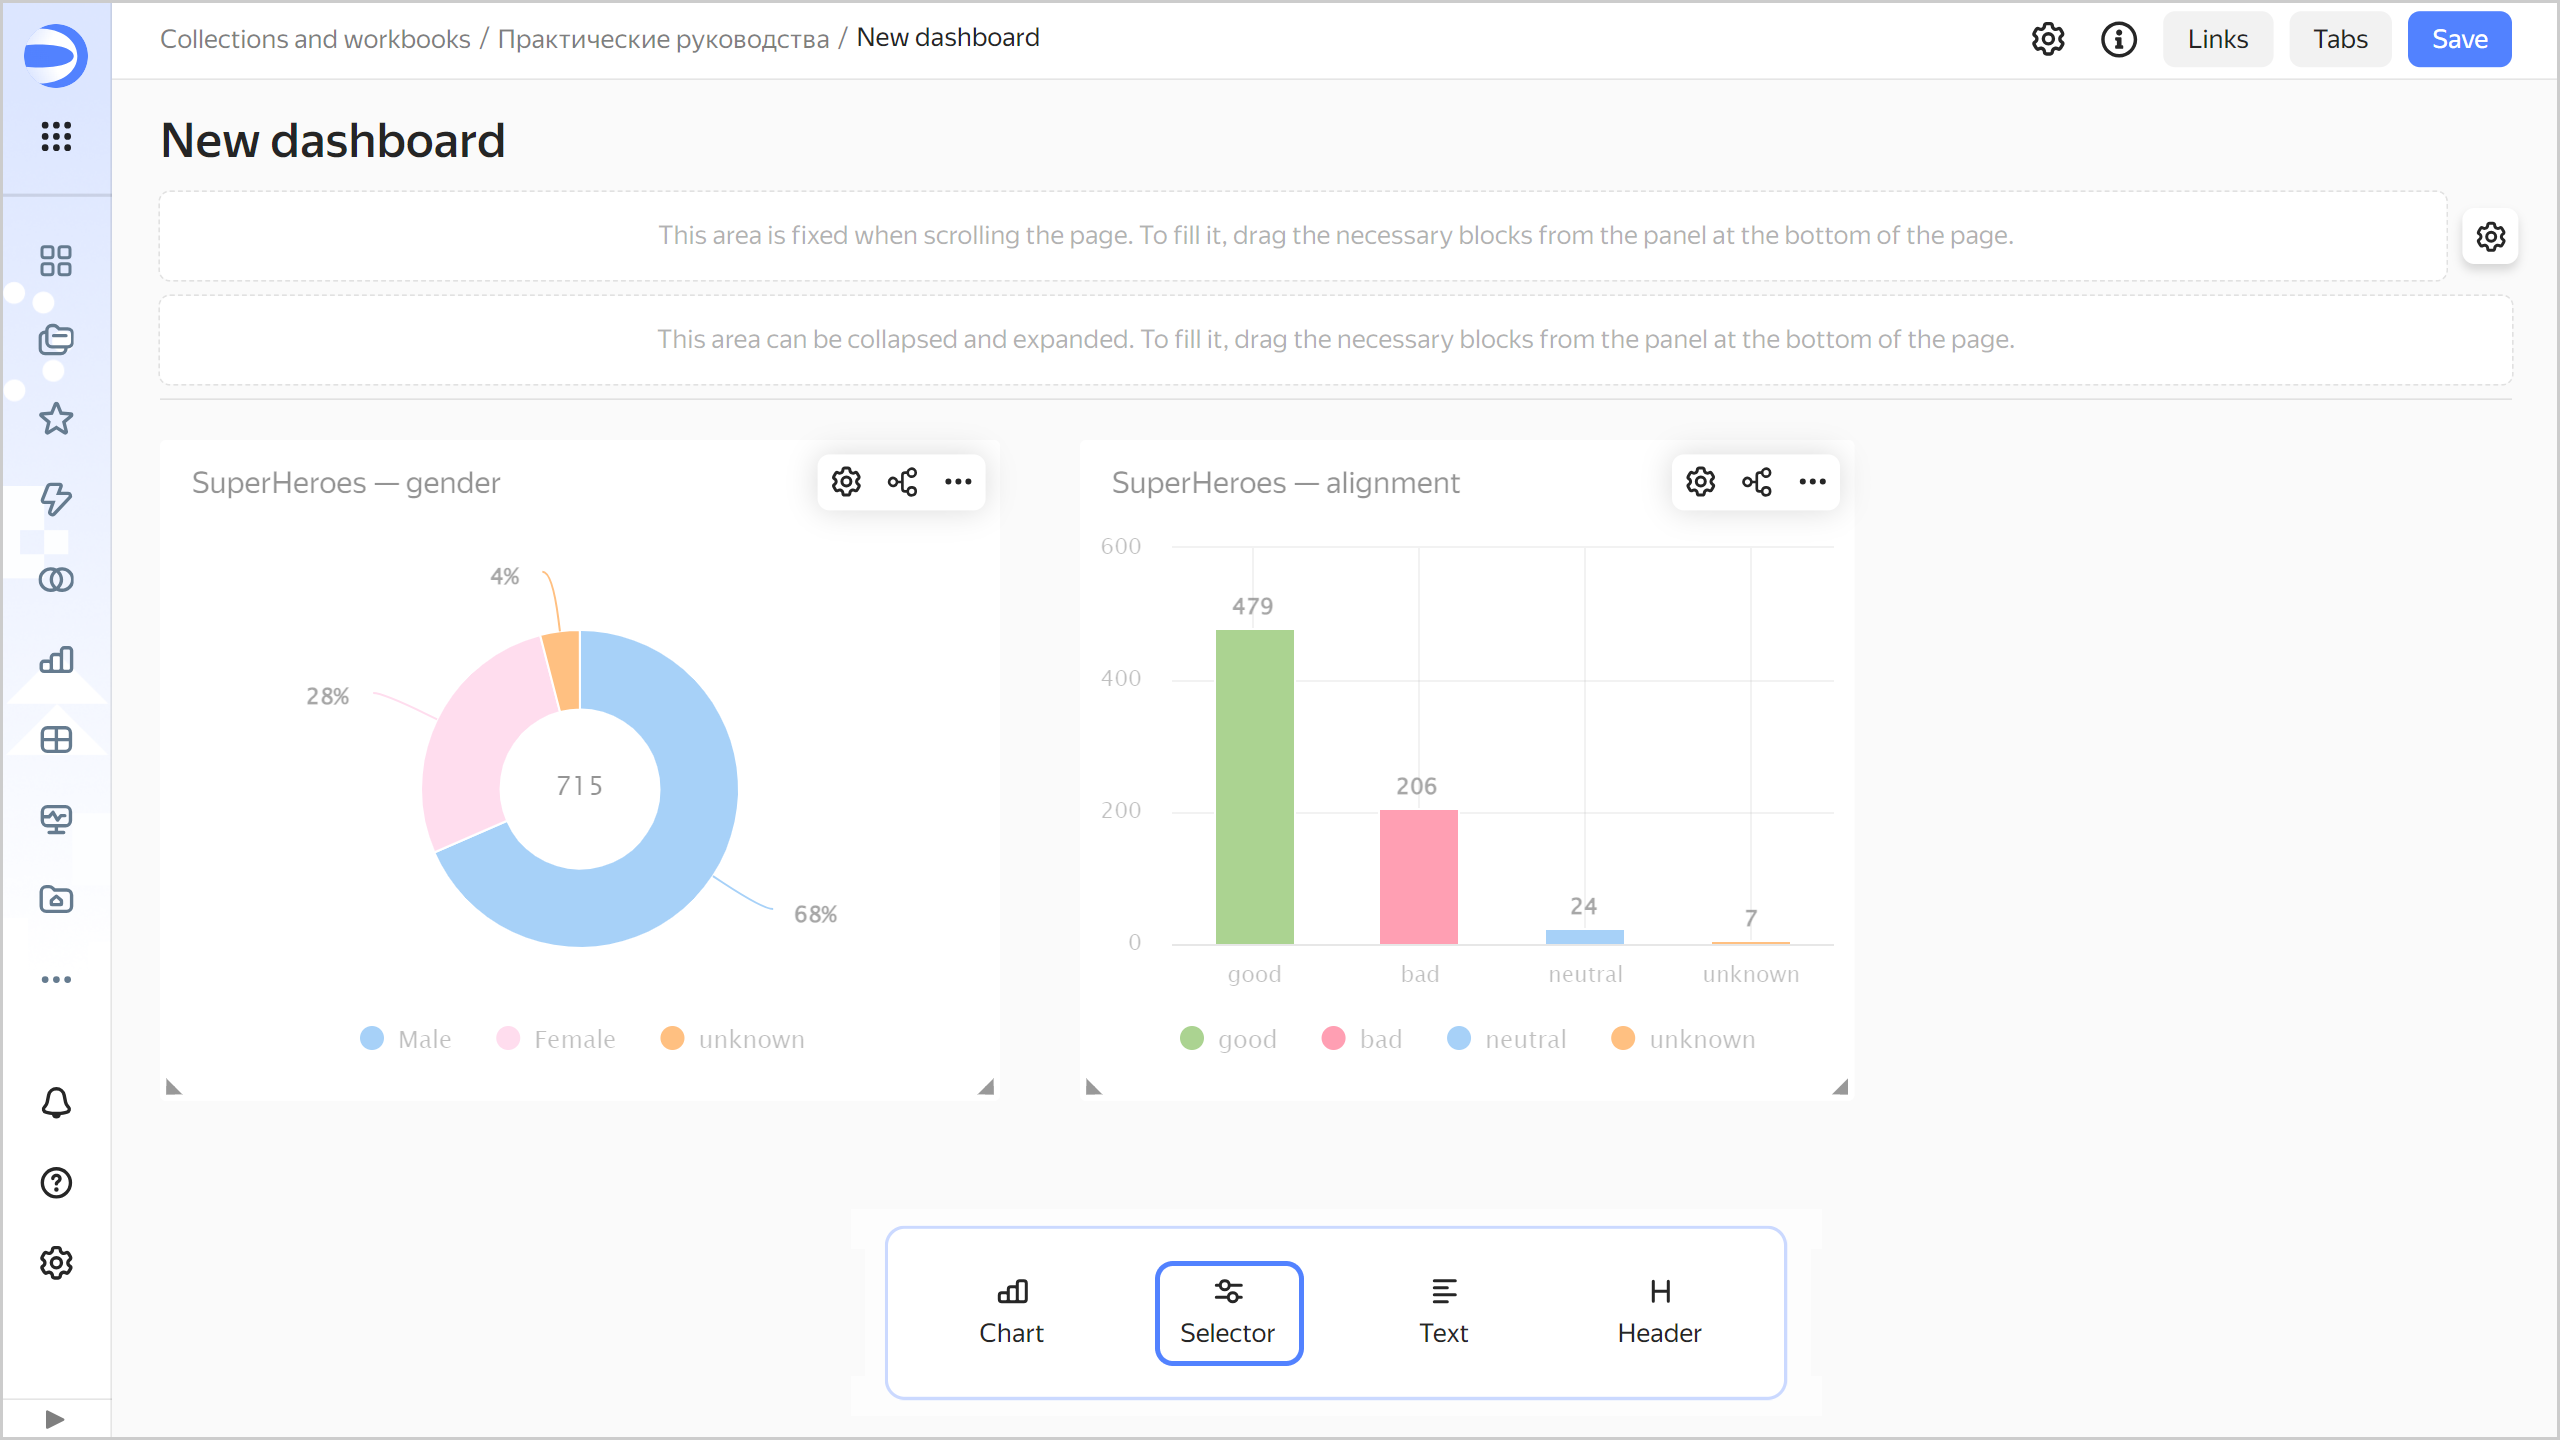 Collections and workbooks / Практические руководства / New dashboard
Links
Tabs
Save
New dashboard
This area is fixed when scrolling the page. To fill it, drag the necessary blocks from the panel at the bottom of the page.
This area can be collapsed and expanded. To fill it, drag the necessary blocks from the panel at the bottom of the page.
SuperHeroes — gender
4%
28%
715
68%
Male
Female
unknown
SuperHeroes — alignment
600
400
200
0
479
206
24
7
good
bad
neutral
unknown
good
bad
neutral
unknown
Chart
Selector
Text
H
Header